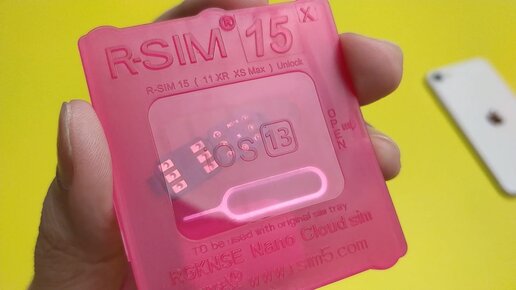 R-SIM® 15 X
R-SIM 15 ( 11 XR XS Max ) Unlock
OPEN
iOS 13
TO be used with original sim tray
Nano Cloud sim
www.rsim5.com